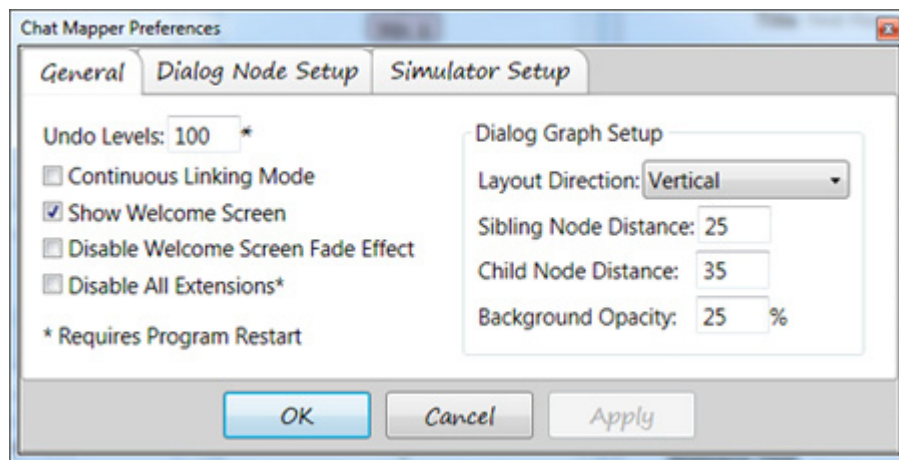 Chat Mapper Preferences
General Dialog Node Setup Simulator Setup
Undo Levels: 100 *
Continuous Linking Mode
Show Welcome Screen
Disable Welcome Screen Fade Effect
Disable All Extensions*
* Requires Program Restart
Dialog Graph Setup
Layout Direction: Vertical
Sibling Node Distance: 25
Child Node Distance: 35
Background Opacity: 25 %
OK Cancel Apply